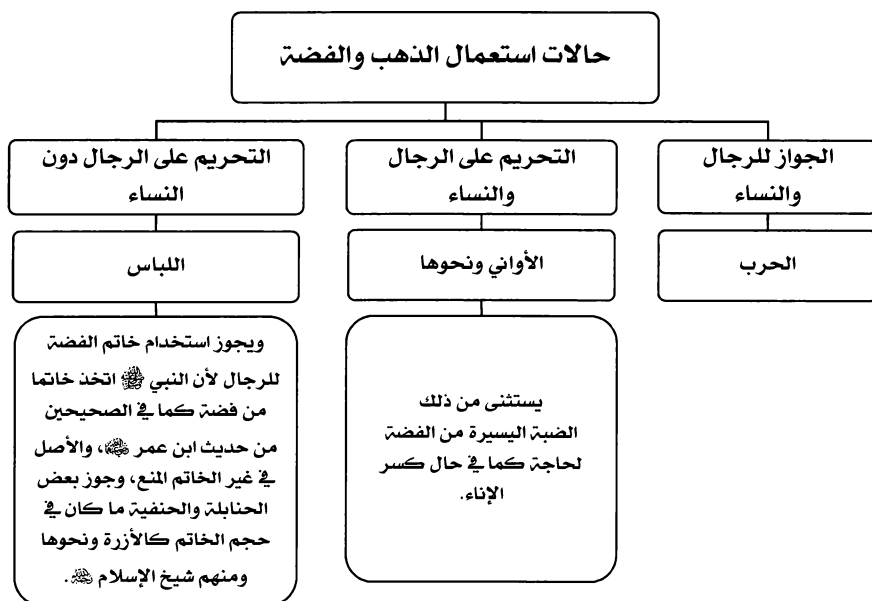 حالات استعمال الذهب والفضة
الجواز للرجال
والنساء
الحرب
التحريم على الرجال
والنساء
الأواني ونحوها
يستثنى من ذلك
الضبة اليسيرة من الفضة
لحاجة كما في حال كسر
الإناء.
التحريم على الرجال دون
النساء
اللباس
ويجوز استخدام خاتم الفضة
للرجال لأن النبي ﷺ اتخذ خاتما
من فضة كما في الصحيحين
من حديث ابن عمر، والأصل
في غير الخاتم المنع، وجوز بعض
الحنابلة والحنفية ما كان في
حجم الخاتم كالأزرة ونحوها
ومنهم شيخ الإسلام.